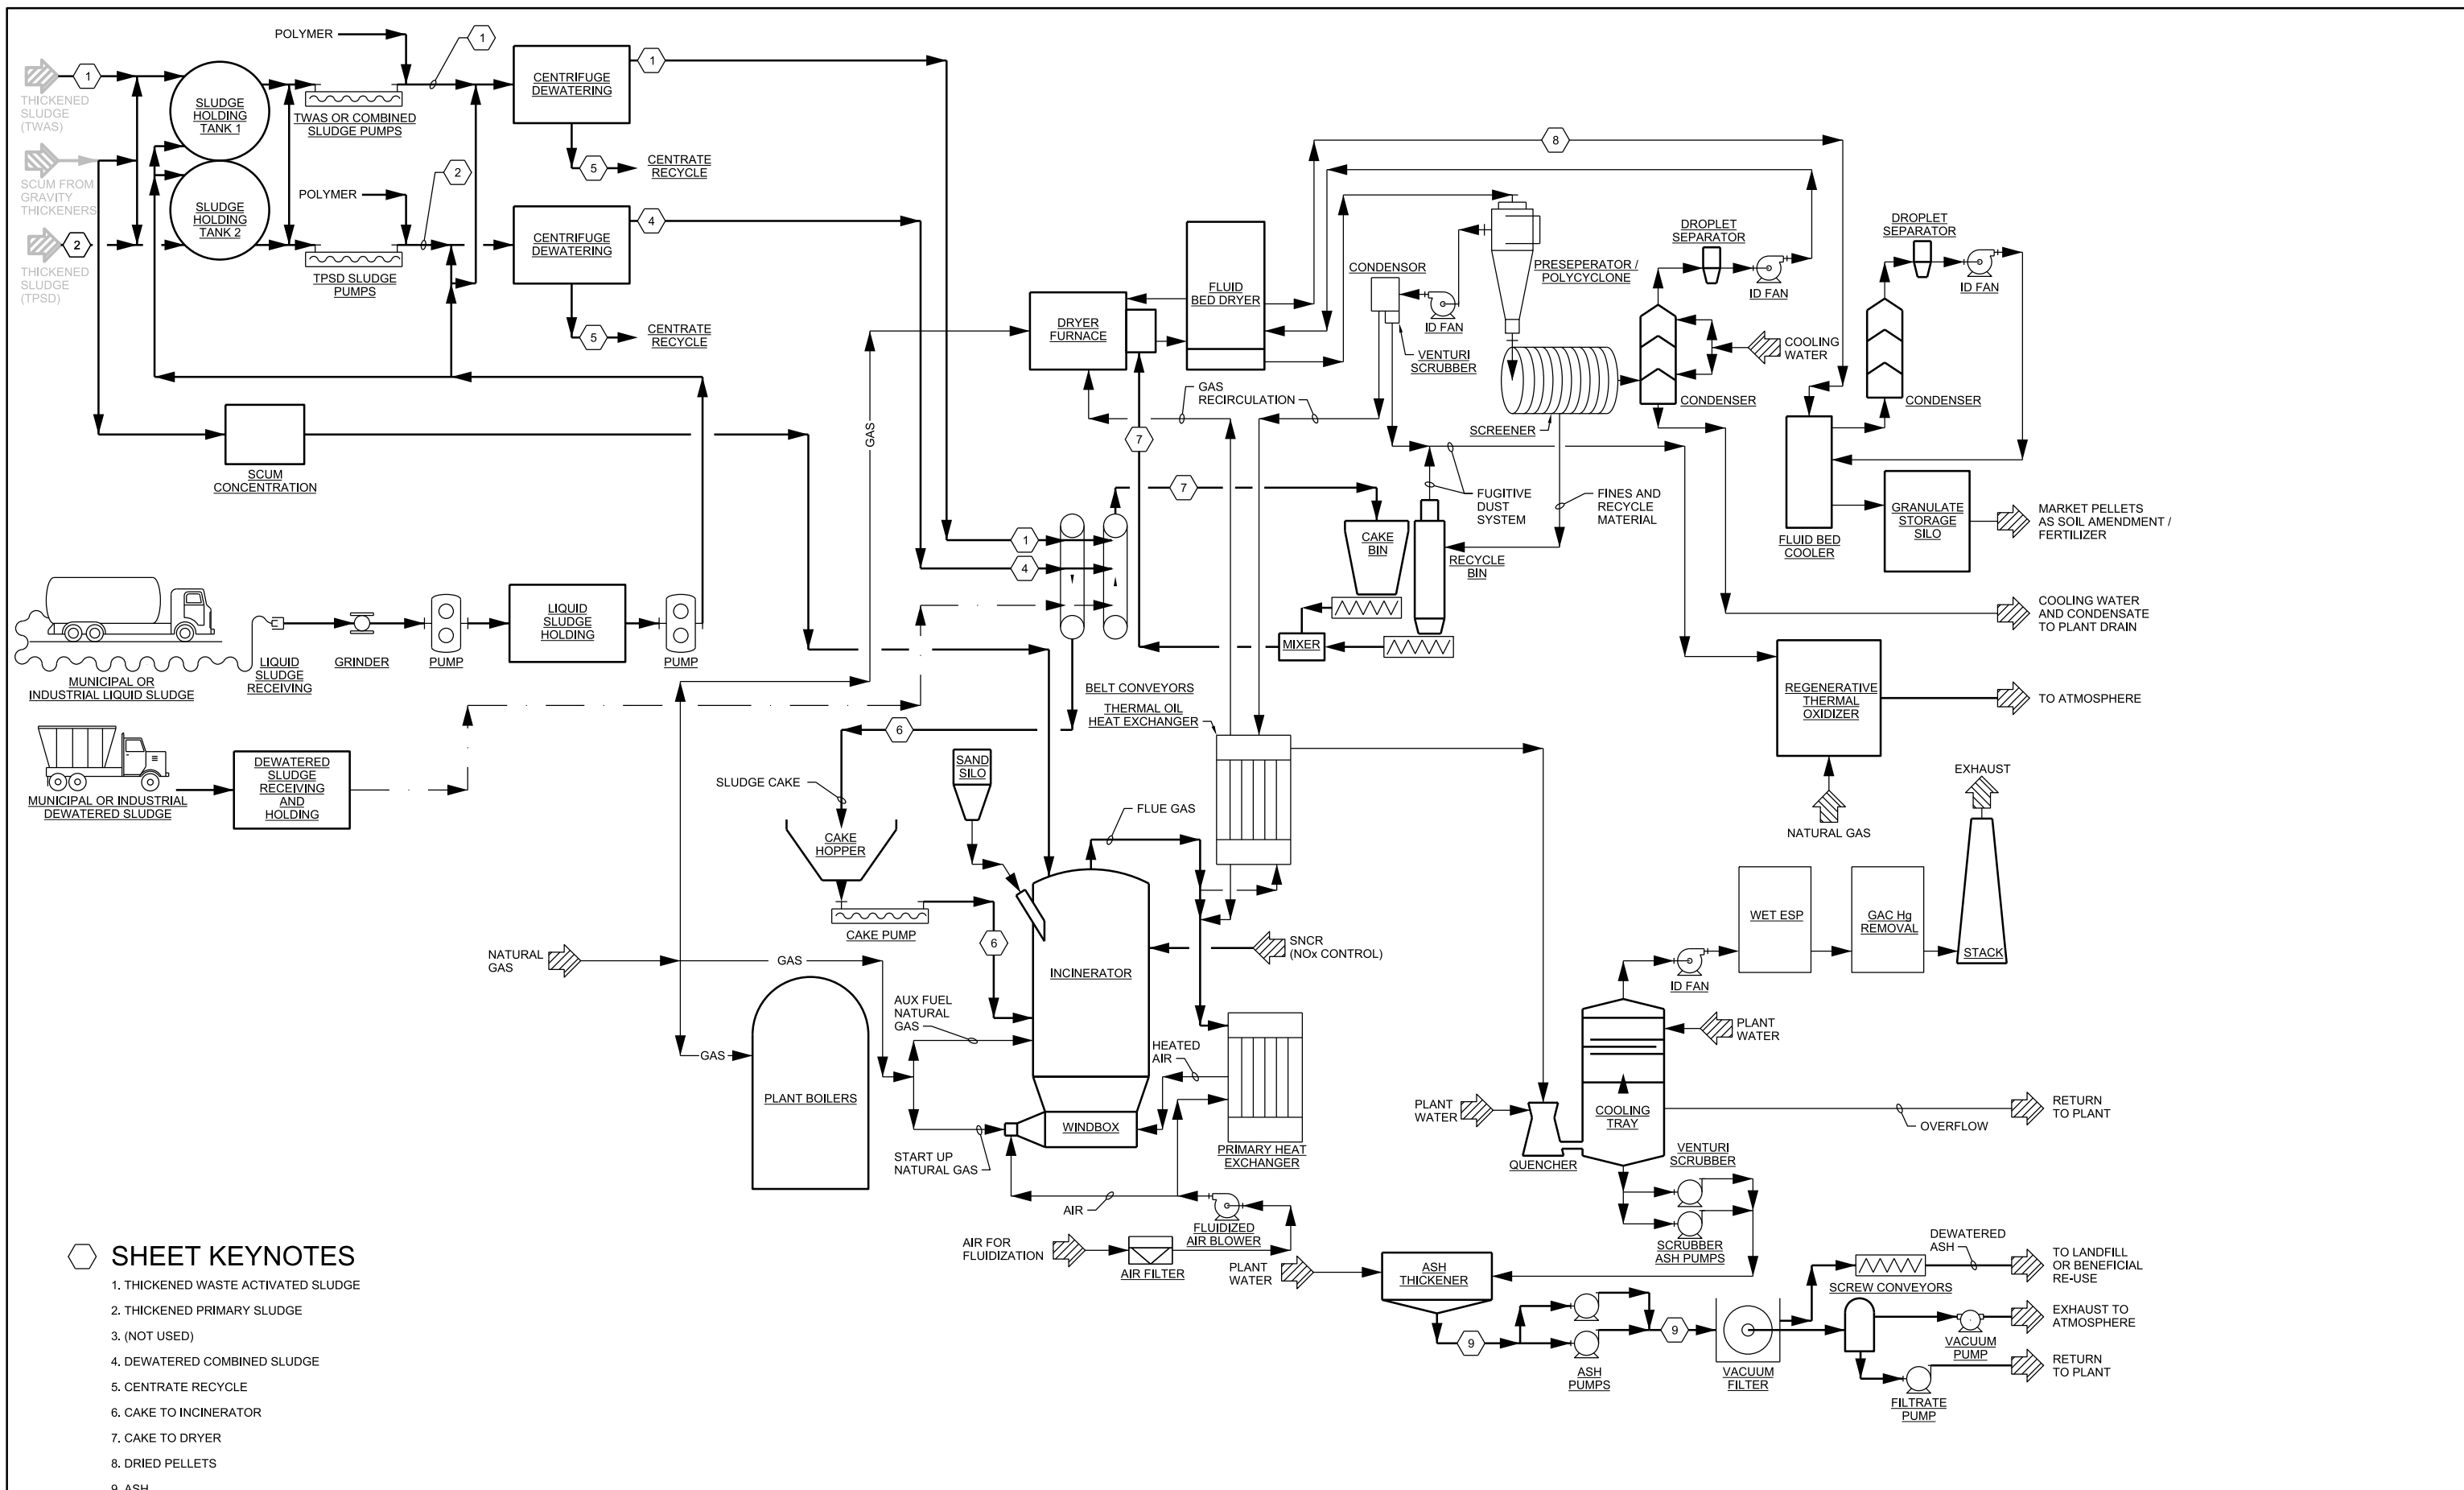 POLYMER
1
1
1
THICKENED
SLUDGE
(TWAS)
SLUDGE
HOLDING
TANK 1
TWAS OR COMBINED
SLUDGE PUMPS
CENTRIFUGE
DEWATERING
5
CENTRATE
RECYCLE
SCUM FROM
GRAVITY
THICKENERS
POLYMER
2
2
THICKENED
SLUDGE
(TPSD)
SLUDGE
HOLDING
TANK 2
TPSD SLUDGE
PUMPS
CENTRIFUGE
DEWATERING
4
5
CENTRATE
RECYCLE
SCUM
CONCENTRATION
8
DRYER
FURNACE
FLUID
BED DRYER
CONDENSOR
ID FAN
VENTURI
SCRUBBER
PRESEPERATOR /
POLYCYCLONE
DROPLET
SEPARATOR
ID FAN
COOLING
WATER
CONDENSER
DROPLET
SEPARATOR
ID FAN
CONDENSER
GAS
GAS
RECIRCULATION
7
SCREENER
7
FUGITIVE
DUST
SYSTEM
FINES AND
RECYCLE
MATERIAL
CAKE
BIN
RECYCLE
BIN
MIXER
FLUID BED
COOLER
GRANULATE
STORAGE
SILO
MARKET PELLETS
AS SOIL AMENDMENT /
FERTILIZER
COOLING WATER
AND CONDENSATE
TO PLANT DRAIN
REGENERATIVE
THERMAL
OXIDIZER
TO ATMOSPHERE
NATURAL GAS
1
4
BELT CONVEYORS
MUNICIPAL OR
INDUSTRIAL LIQUID SLUDGE
LIQUID
SLUDGE
RECEIVING
GRINDER
PUMP
LIQUID
SLUDGE
HOLDING
PUMP
MUNICIPAL OR INDUSTRIAL
DEWATERED SLUDGE
DEWATERED
SLUDGE
RECEIVING
AND
HOLDING
6
SLUDGE CAKE
CAKE
HOPPER
CAKE PUMP
SAND
SILO
THERMAL OIL
HEAT EXCHANGER
FLUE GAS
6
INCINERATOR
SNCR
(NOx CONTROL)
NATURAL
GAS
GAS
GAS
PLANT BOILERS
AUX FUEL
NATURAL
GAS
START UP
NATURAL GAS
WINDBOX
HEATED
AIR
PRIMARY HEAT
EXCHANGER
AIR
FLUIDIZED
AIR BLOWER
AIR FOR
FLUIDIZATION
AIR FILTER
EXHAUST
WET ESP
GAC Hg
REMOVAL
STACK
ID FAN
PLANT
WATER
PLANT
WATER
QUENCHER
COOLING
TRAY
VENTURI
SCRUBBER
OVERFLOW
RETURN
TO PLANT
SCRUBBER
ASH PUMPS
PLANT
WATER
ASH
THICKENER
9
ASH
PUMPS
9
VACUUM
FILTER
DEWATERED
ASH
SCREW CONVEYORS
TO LANDFILL
OR BENEFICIAL
RE-USE
VACUUM
PUMP
EXHAUST TO
ATMOSPHERE
FILTRATE
PUMP
RETURN
TO PLANT
SHEET KEYNOTES
1. THICKENED WASTE ACTIVATED SLUDGE
2. THICKENED PRIMARY SLUDGE
3. (NOT USED)
4. DEWATERED COMBINED SLUDGE
5. CENTRATE RECYCLE
6. CAKE TO INCINERATOR
7. CAKE TO DRYER
8. DRIED PELLETS
9. ASH